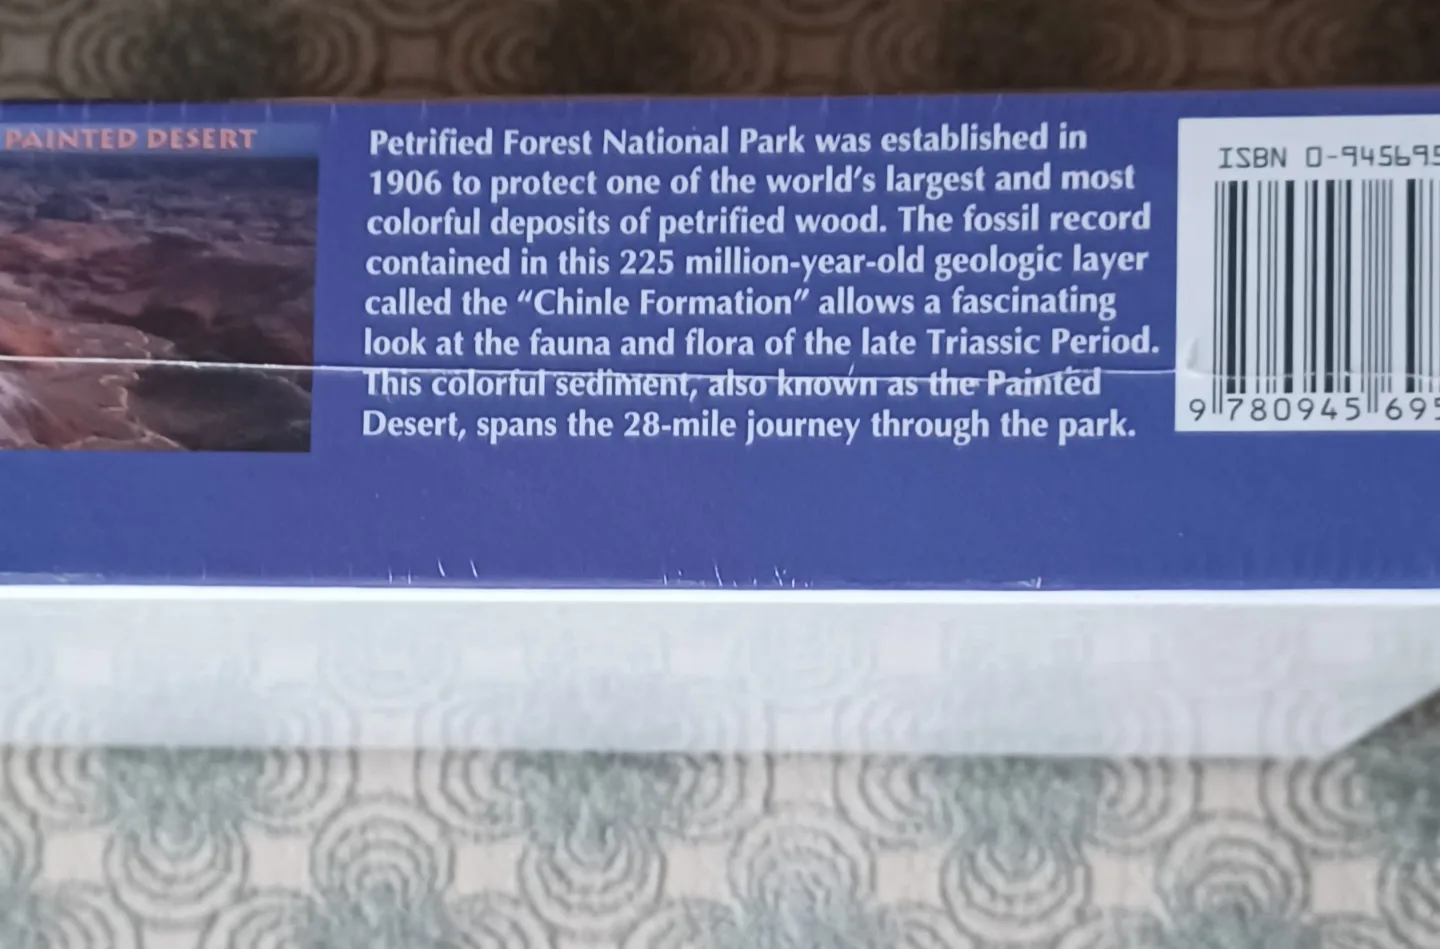 PAINTED DESERT
Petrified Forest National Park was established in
1906 to protect one of the world's largest and most
colorful deposits of petrified wood. The fossil record
contained in this 225 million-year-old geologic layer
called the “Chinle Formation” allows a fascinating
look at the fauna and flora of the late Triassic Period.
This colorful sediment, also known as the Painted
Desert, spans the 28-mile journey through the park.
ISBN 0-945695
9 780945 695